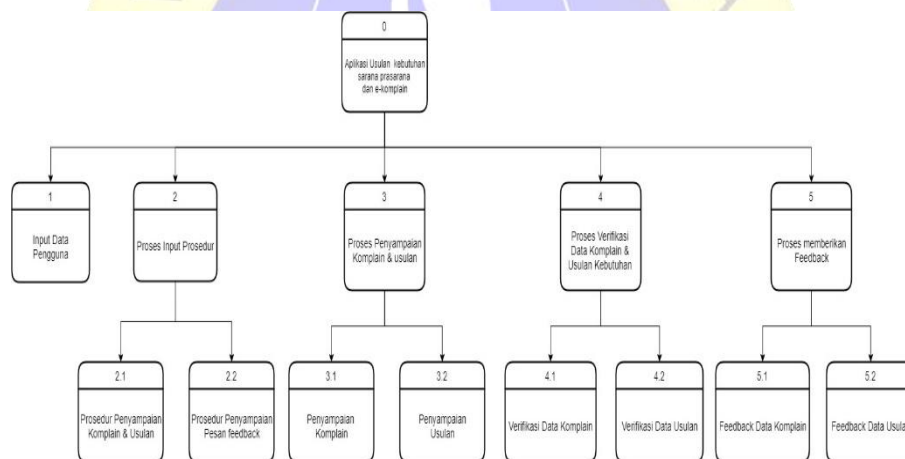 0
Aplikasi Usulan kebutuhan
sarana prasarana
dan e-komplain
1
Input Data
Pengguna
2
Proses Input Prosedur
3
Proses Penyampaian
Komplain & usulan
4
Proses Verifikasi
Data Komplain &
Usulan Kebutuhan
5
Proses memberikan
Feedback
2.1
Prosedur Penyampaian
Komplain & Usulan
2.2
Prosedur Penyampaian
Pesan feedback
3.1
Penyampaian
Komplain
3.2
Penyampaian
Usulan
4.1
Verifikasi Data Komplain
4.2
Verifikasi Data Usulan
5.1
Feedback Data Komplain
5.2
Feedback Data Usulan